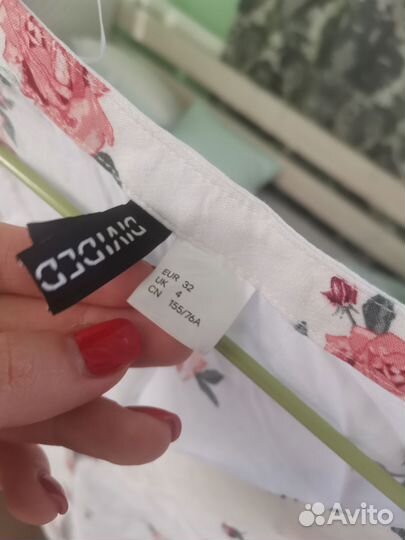 DIVIDED
EUR 32
UK 4
CN 155/76A
Avito